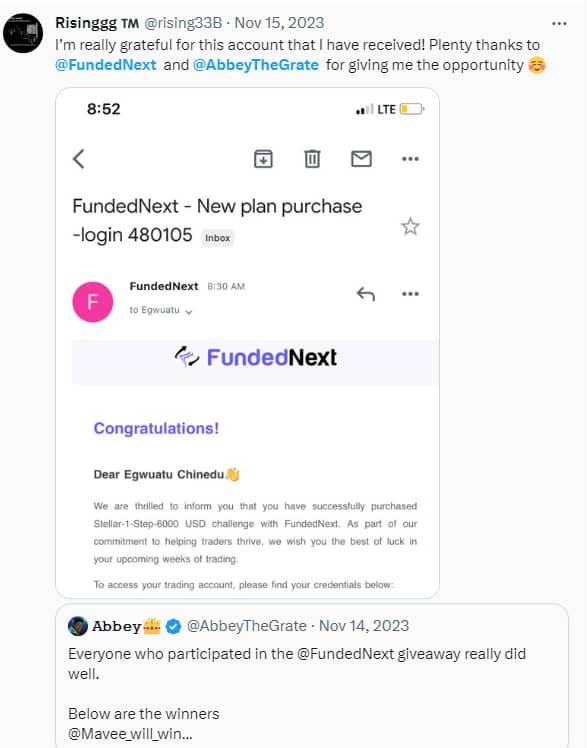 Risinggg ™ @rising33B · Nov 15, 2023
I'm really grateful for this account that I have received! Plenty thanks to
@FundedNext and @AbbeyTheGrate for giving me the opportunity ☺️
8:52
LTE
FundedNext - New plan purchase
-login 480105 Inbox
FundedNext 8:30 AM
F
to Egwuatu
FundedNext
Congratulations!
Dear Egwuatu Chinedu👋
We are thrilled to inform you that you have successfully purchased
Stellar-1-Step-6000 USD challenge with FundedNext. As part of our
commitment to helping traders thrive, we wish you the best of luck in
your upcoming weeks of trading.
To access your trading account, please find your credentials below:
Abbey👑 @AbbeyTheGrate · Nov 14, 2023
Everyone who participated in the @FundedNext giveaway really did
well.
Below are the winners
@Mavee_will_win...